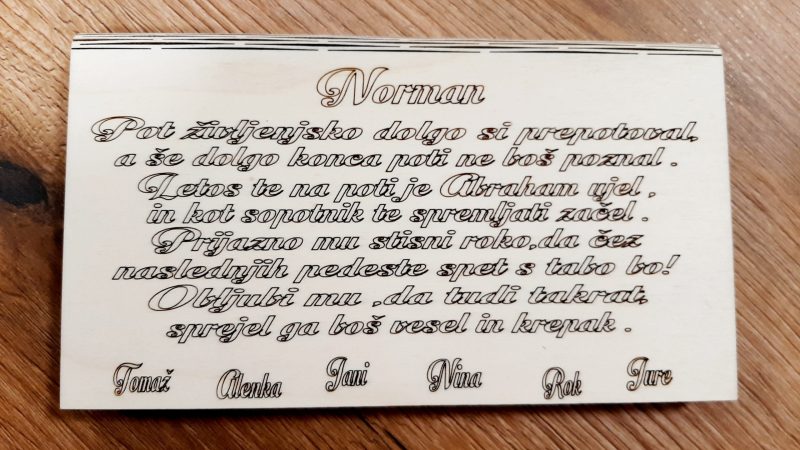 Norman
Pot življenjsko dolgo si prepotoval,
a še dolgo konca poti ne boš poznal .
Letos te na poti je Abraham ujel ,
in kot sopotnik te spremljati začel .
Prijazno mu stisni roko,da čez
naslednjih pedeste spet s tabo bo!
Obljubi mu ,da tudi takrat,
sprejel ga boš vesel in krepak .
Tomaž Alenka Jani Nina Rok Jure